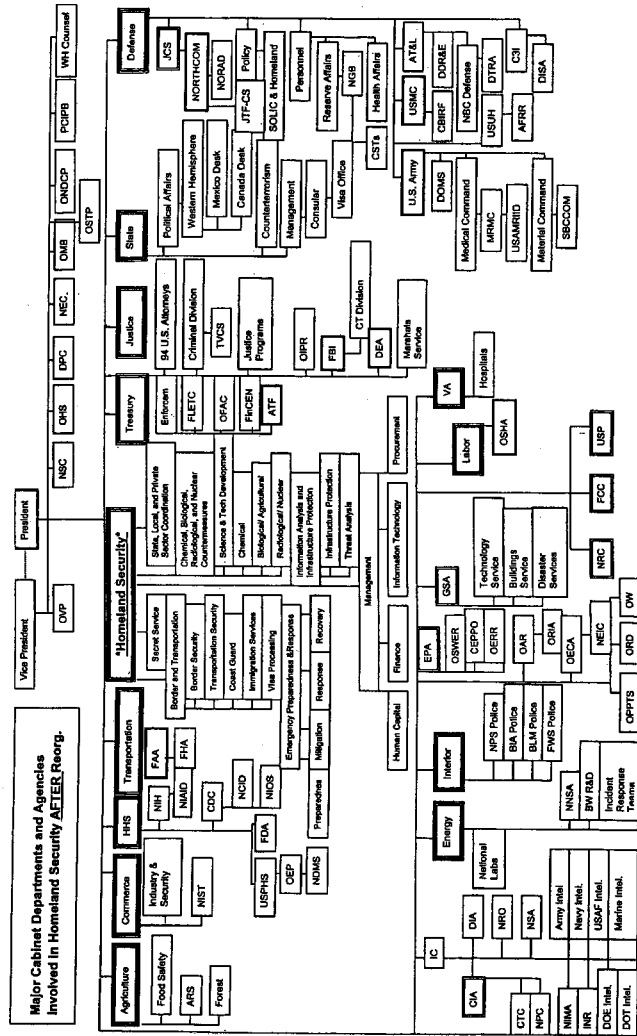 Major Cabinet Departments and Agencies
Involved in Homeland Security AFTER Reorg.
Vice President
President
OVP
NSC
OHS
DPC
NEC.
OMB
ONDCP
PCIPB
WH Counsel
OSTP
Agriculture
Commerce
HHS
Transportation
"Homeland Security"
Treasury
Justice
State
Defense
Food Safety
ARS
Forest
Industry &
Security
NIST
NIH
NIAID
CDC
NCID
NIOS
FDA
USPHS
OEP
NDMS
FAA
FHA
Secret Service
Border and Transportation
Border Security
Transportation Security
Coast Guard
Immigration Services
Visa Processing
Emergency Preparedness &Response
Preparednes
Mitigation
Response
Recovery
State, Local, and Private
Sector Coordination
Chemical, Biological,
Radiological, and Nuclear
Countermeasures
Science & Tech Development
Chemical
Biological/ Agricultural
Radiological/ Nuclear
Information Analysis and
Infrastructure Protection
Infrastructure Protection
Threat Analysis
Management
Human Capital
Finance
Information Technology
Procurement
Enforcem
FLETC
OFAC
FinCEN
ATF
94 U.S. Attorneys
Criminal Division
TVCS
Justice
Programs
OIPR
FBI
CT Division
DEA
Marshals
Service
Political Affairs
Western Hemisphere
Mexico Desk
Canada Desk
Counterterrorism
Management
Consular
Visa Office
JCS
NORTHCOM
NORAD
JTF-CS
Policy
SOLIC & Homeland
Personnel
Reserve Affairs
NGB
CSTs
Health Affairs
U.S. Army
DOMS
Medical Command
MRMC
USAMRIID
Material Command
SBCCOM
USMC
CBIRF
AT&L
DDR&E
NBC Defense
DTRA
USUH
AFRR
C3I
DISA
IC
CIA
CTC
NPC
NIMA
INR
DOE Intel.
DOT Intel.
DIA
NRO
NSA
Army Intel
Navy Intel.
USAF Intel.
Marine Intel.
Energy
National
Labs
NNSA
BW R&D
Incident
Response
Teams
Interior
NPS Police
BIA Police
BLM Police
FWS Police
EPA
OSWER
CEPPO
OERR
OAR
ORIA
OECA
NEIC
OPPTS
ORD
OW
GSA
Technology
Service
Buildings
Service
Disaster
Services
Labor
OSHA
VA
Hospitals
NRC
FCC
USP